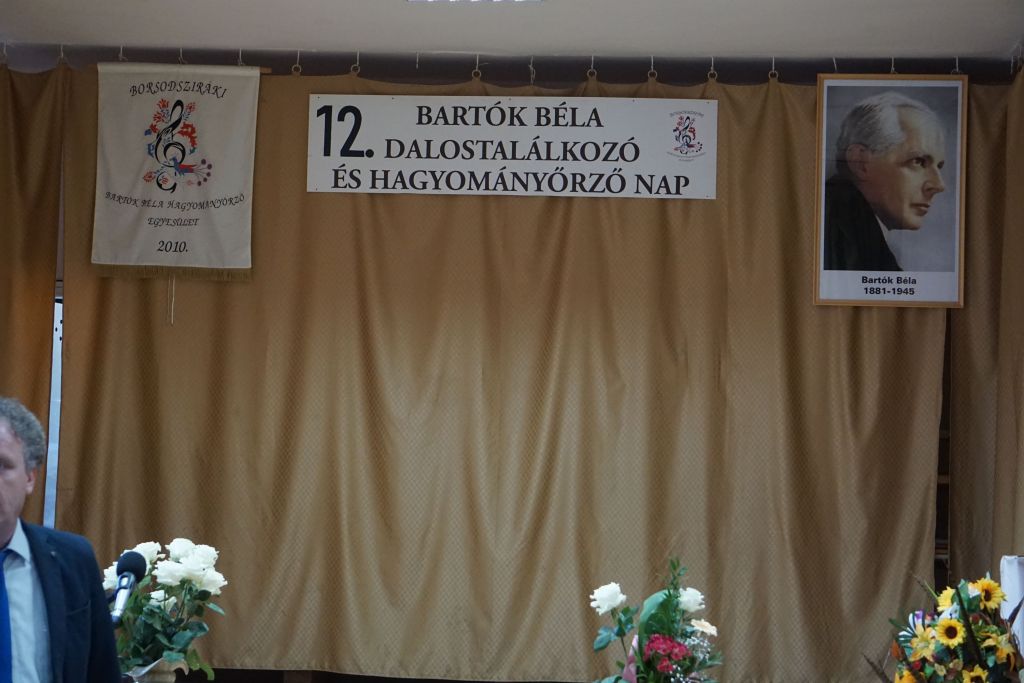 BORSODSZIRÁKI
BARTÓK BÉLA HAGYOMÁNYŐRZŐ
EGYESÜLET
2010.
12. BARTÓK BÉLA
DALOSTALÁLKOZÓ
ÉS HAGYOMÁNYŐRZŐ NAP
Bartók Béla
1881-1945